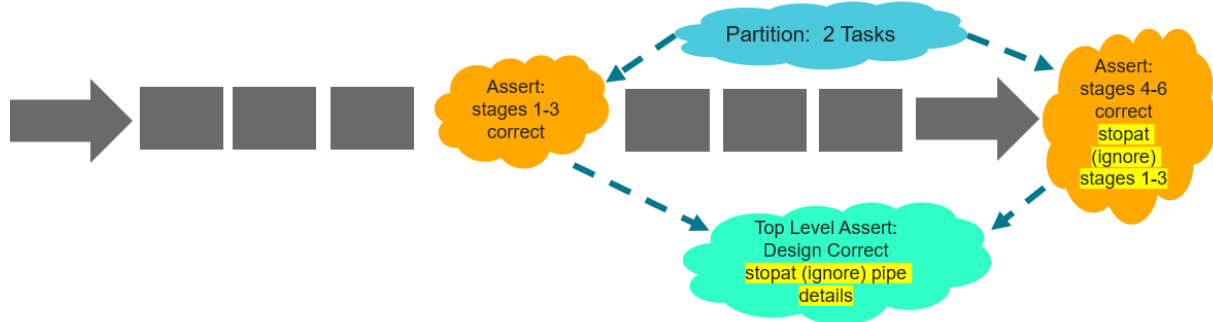 Partition: 2 Tasks
Assert:
stages 1-3
correct
Assert:
stages 4-6
correct
stopat
(ignore)
stages 1-3
Top Level Assert:
Design Correct
stopat (ignore) pipe
details